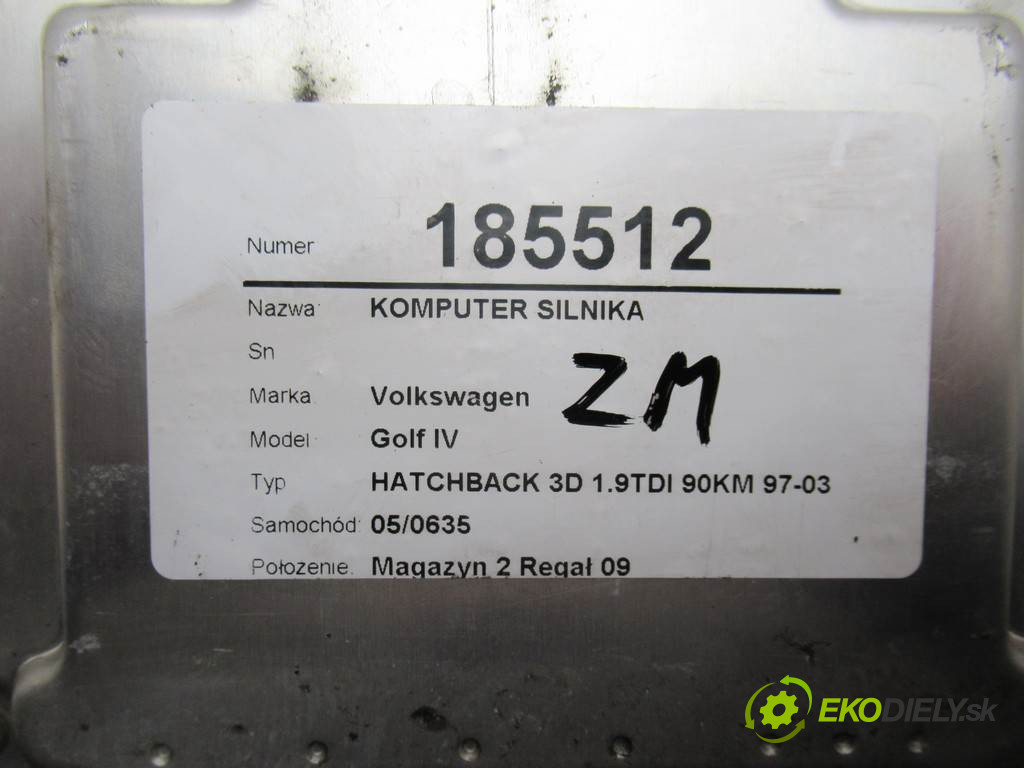 Numer 185512
Nazwa: KOMPUTER SILNIKA
Sn
Marka Volkswagen
ZM
Model Golf IV
Typ HATCHBACK 3D 1.9TDI 90KM 97-03
Samochód: 05/0635
Położenie: Magazyn 2 Regał 09
EKODIELY.sk